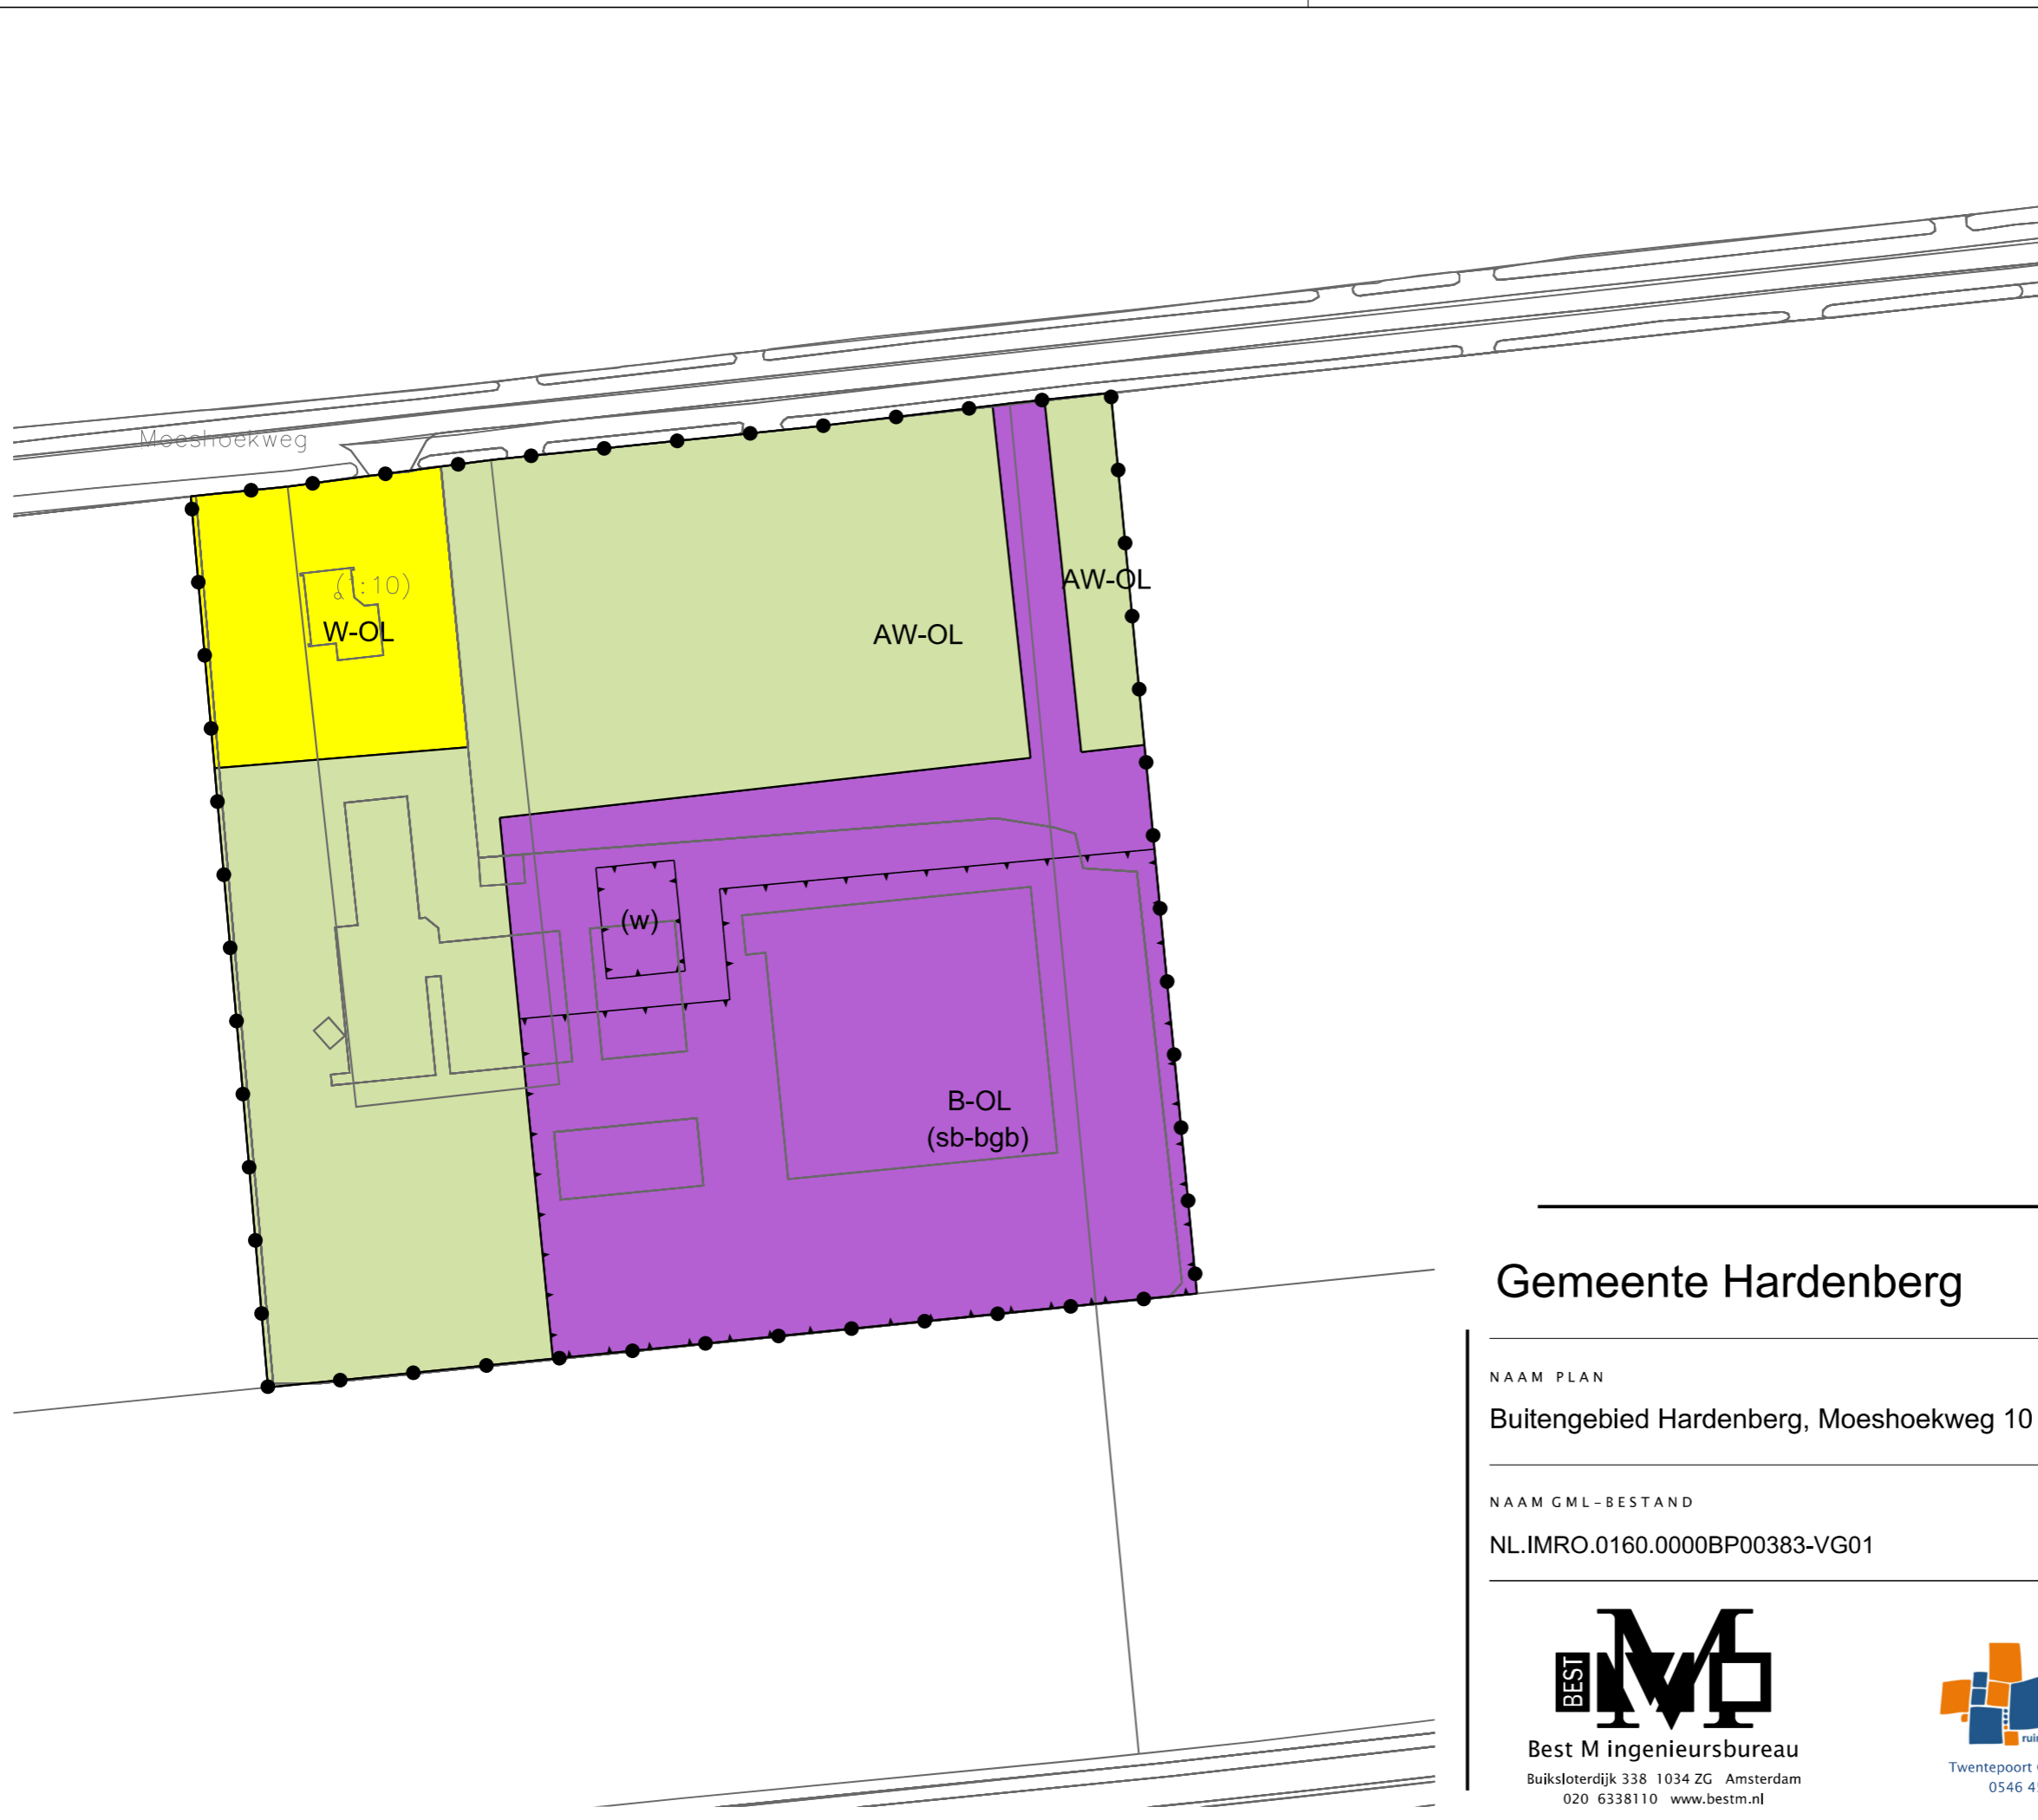 Moeshoekweg
W-OL
AW-OL
AW-OL
(w)
B-OL
(sb-bgb)
Gemeente Hardenberg
NAAM PLAN
Buitengebied Hardenberg, Moeshoekweg 10
NAAM GML-BESTAND
NL.IMRO.0160.0000BP00383-VG01
BEST
Best M ingenieursbureau
Buiksloterdijk 338 1034 ZG Amsterdam
020 6338110 www.bestm.nl
Twentepoort
0546